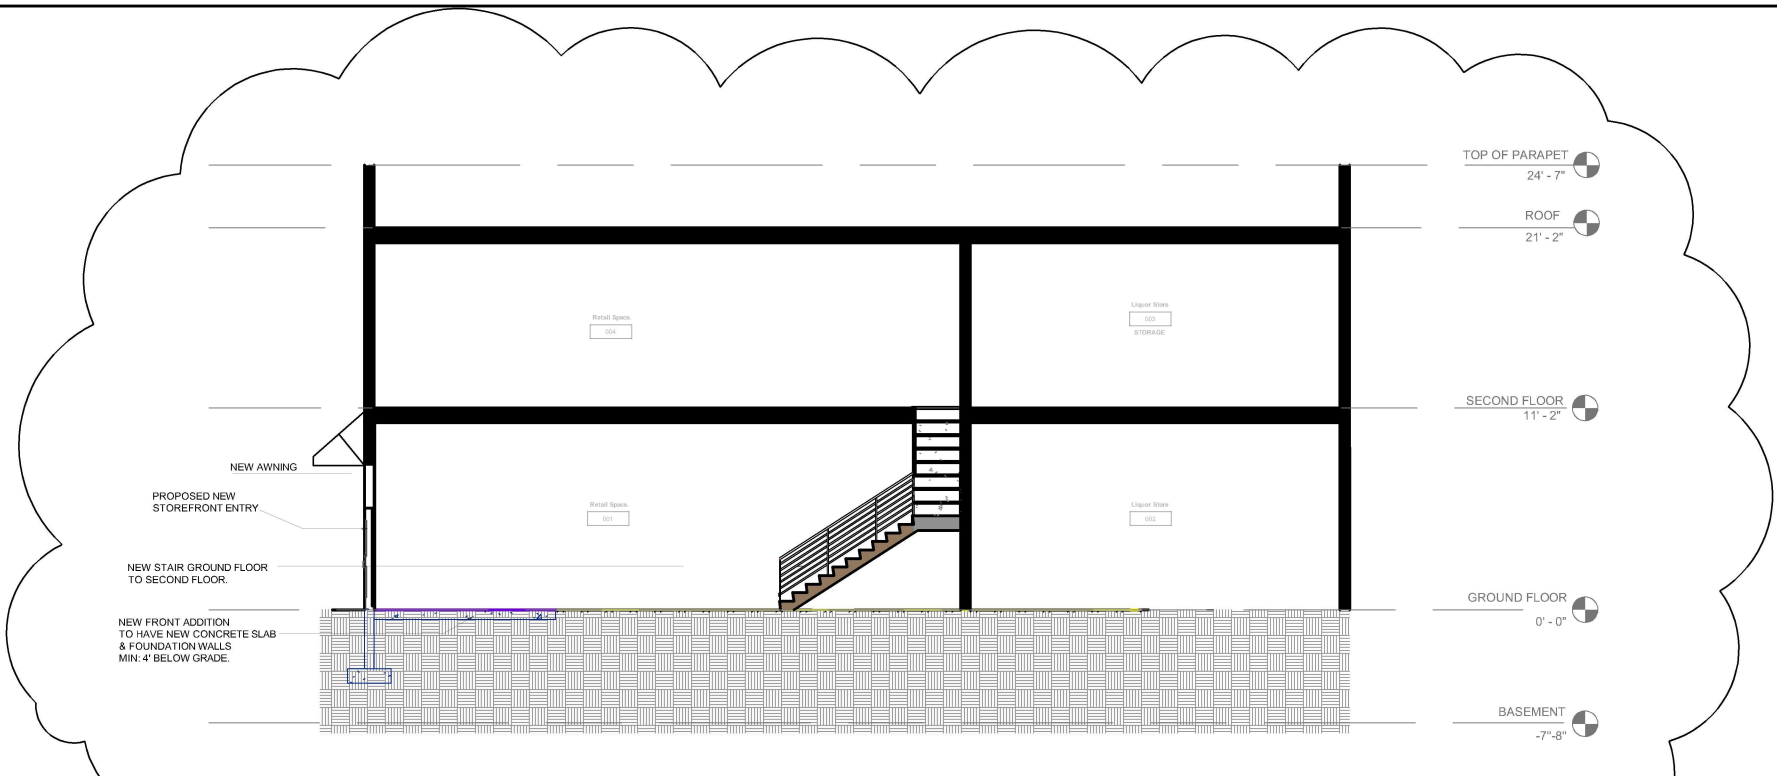 TOP OF PARAPET
24' - 7"
ROOF
21' - 2"
Liquor Store
003
STORAGE
Retail Space.
004
SECOND FLOOR
11' - 2"
NEW AWNING
PROPOSED NEW
STOREFRONT ENTRY
Retail Space.
001
Liquor Store
002
NEW STAIR GROUND FLOOR
TO SECOND FLOOR.
GROUND FLOOR
0' - 0"
NEW FRONT ADDITION
TO HAVE NEW CONCRETE SLAB
& FOUNDATION WALLS
MIN: 4' BELOW GRADE.
BASEMENT
-7"-8"